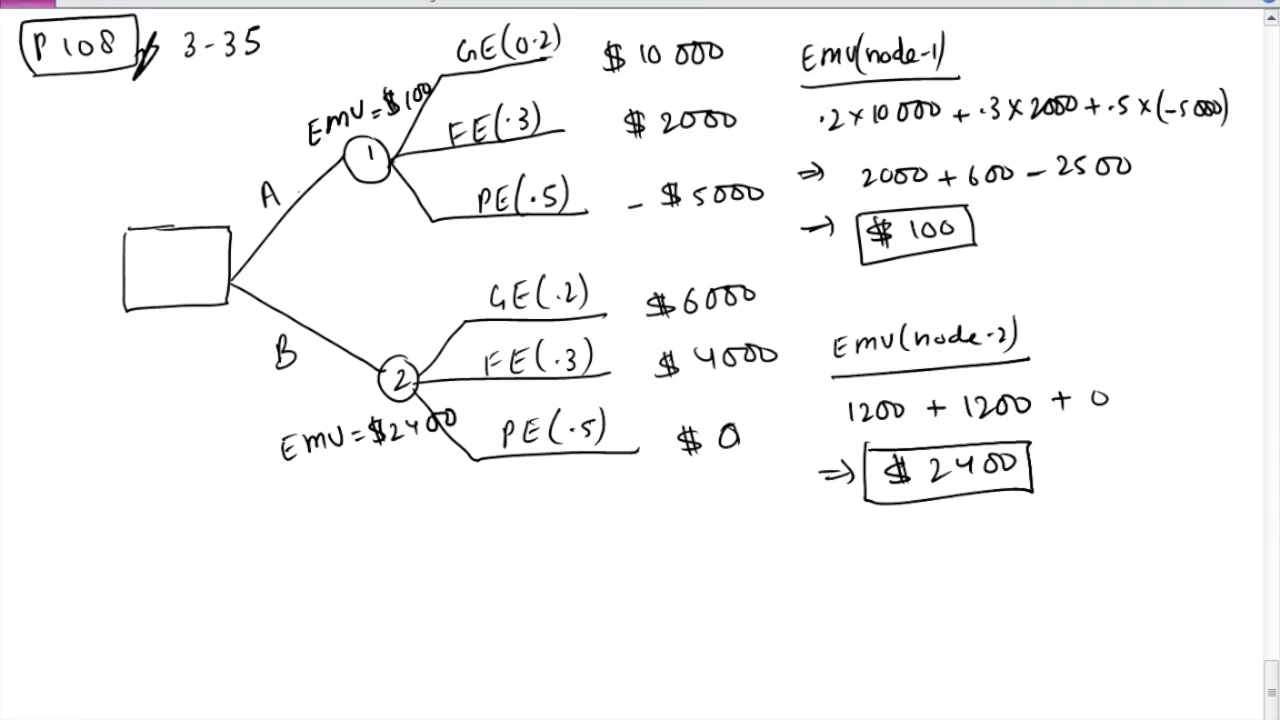 P 108 3-35
GE(0.2) $ 10 000
EMV = $100
FE(.3) $ 2000
1
PE(.5) - $ 5000
A
B
GE(.2) $ 6000
FE(.3) $ 4000
2
EMV = $2400
PE(.5) $ 0
EMV(node-1)
.2 x 10 000 + .3 x 2000 + .5 x (-5000)
⇒ 2000 + 600 - 2500
→ $ 100
EMV(node-2)
1200 + 1200 + 0
⇒ $ 2400